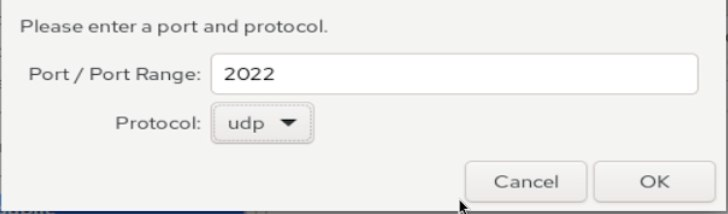 Please enter a port and protocol.
Port / Port Range: 2022
Protocol: udp
Cancel OK